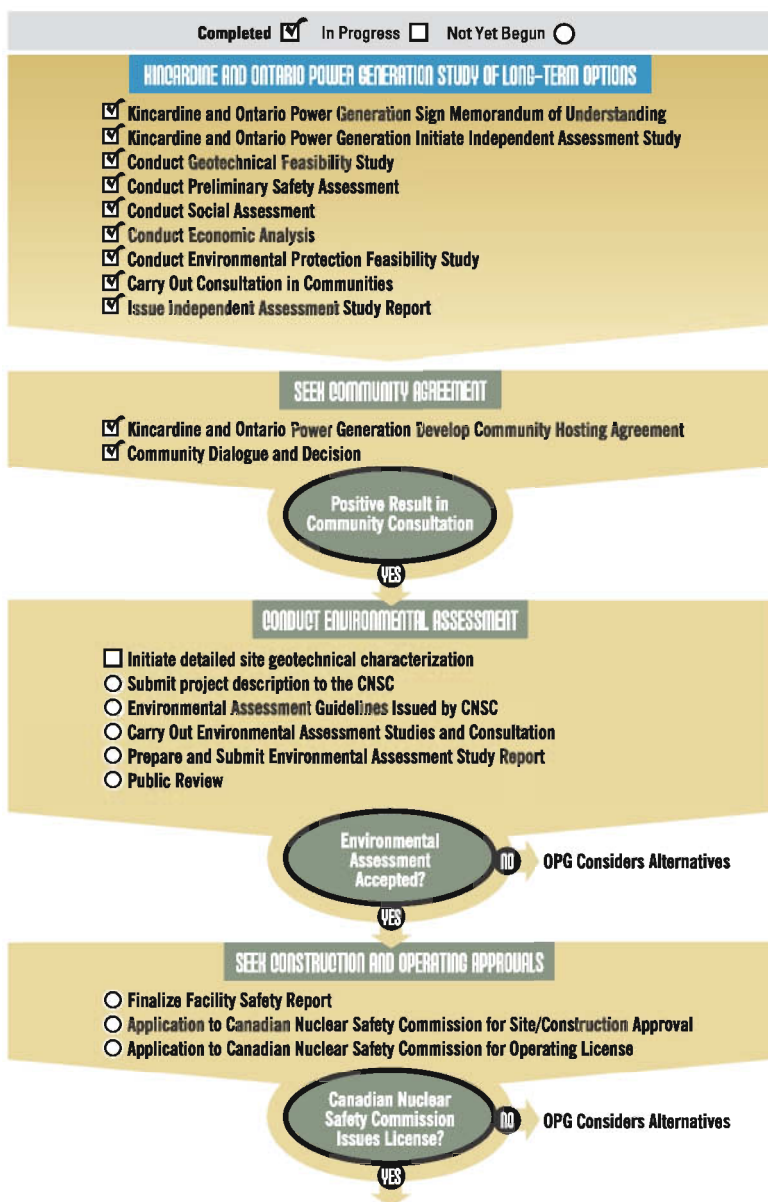 Completed In Progress Not Yet Begun
KINCARDINE AND ONTARIO POWER GENERATION STUDY OF LONG-TERM OPTIONS
Kincardine and Ontario Power Generation Sign Memorandum of Understanding
Kincardine and Ontario Power Generation Initiate Independent Assessment Study
Conduct Geotechnical Feasibility Study
Conduct Preliminary Safety Assessment
Conduct Social Assessment
Conduct Economic Analysis
Conduct Environmental Protection Feasibility Study
Carry Out Consultation in Communities
Issue Independent Assessment Study Report
SEEK COMMUNITY AGREEMENT
Kincardine and Ontario Power Generation Develop Community Hosting Agreement
Community Dialogue and Decision
Positive Result in
Community Consultation
YES
CONDUCT ENVIRONMENTAL ASSESSMENT
Initiate detailed site geotechnical characterization
Submit project description to the CNSC
Environmental Assessment Guidelines Issued by CNSC
Carry Out Environmental Assessment Studies and Consultation
Prepare and Submit Environmental Assessment Study Report
Public Review
Environmental
Assessment
Accepted?
NO OPG Considers Alternatives
YES
SEEK CONSTRUCTION AND OPERATING APPROVALS
Finalize Facility Safety Report
Application to Canadian Nuclear Safety Commission for Site/Construction Approval
Application to Canadian Nuclear Safety Commission for Operating License
Canadian Nuclear
Safety Commission
Issues License?
NO OPG Considers Alternatives
YES